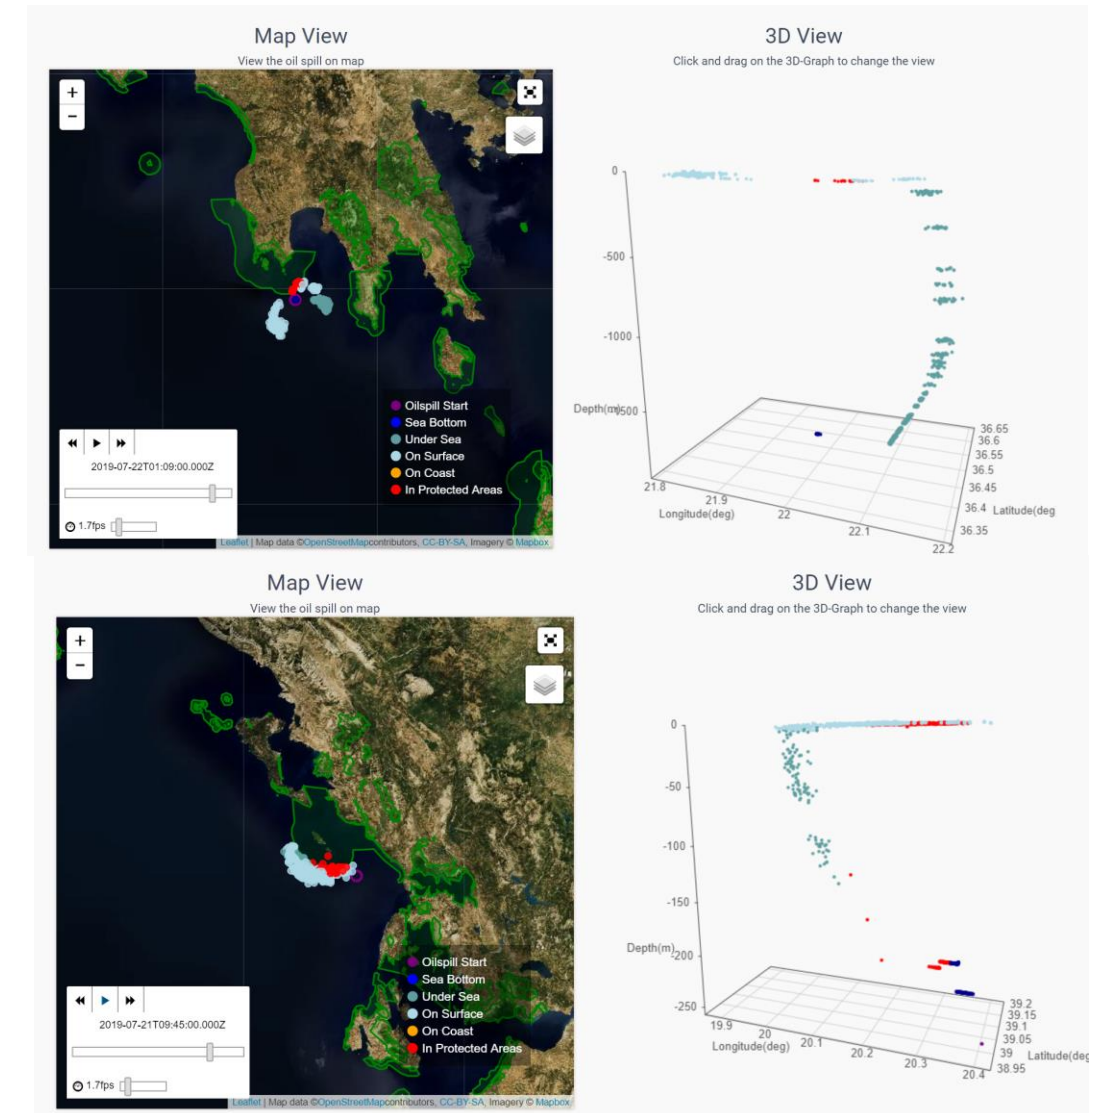 Map View
View the oil spill on map
+
−
Oilspill Start
Sea Bottom
Under Sea
On Surface
On Coast
In Protected Areas
2019-07-22T01:09:00.000Z
1.7fps
Leaflet | Map data ©OpenStreetMapcontributors, CC-BY-SA, Imagery © Mapbox
3D View
Click and drag on the 3D-Graph to change the view
0
-500
-1000
Depth(m)
-1500
21.8
21.9
22
22.1
22.2
Longitude(deg)
36.65
36.6
36.55
36.5
36.45
36.4
36.35
Latitude(deg
Map View
View the oil spill on map
+
−
Oilspill Start
Sea Bottom
Under Sea
On Surface
On Coast
In Protected Areas
2019-07-21T09:45:00.000Z
1.7fps
Leaflet | Map data ©OpenStreetMapcontributors, CC-BY-SA, Imagery © Mapbox
3D View
Click and drag on the 3D-Graph to change the view
0
-50
-100
-150
Depth(m)
-200
-250
19.9
20
20.1
20.2
20.3
20.4
Longitude(deg)
39.2
39.15
39.1
39.05
39
38.95
Latitude(deg